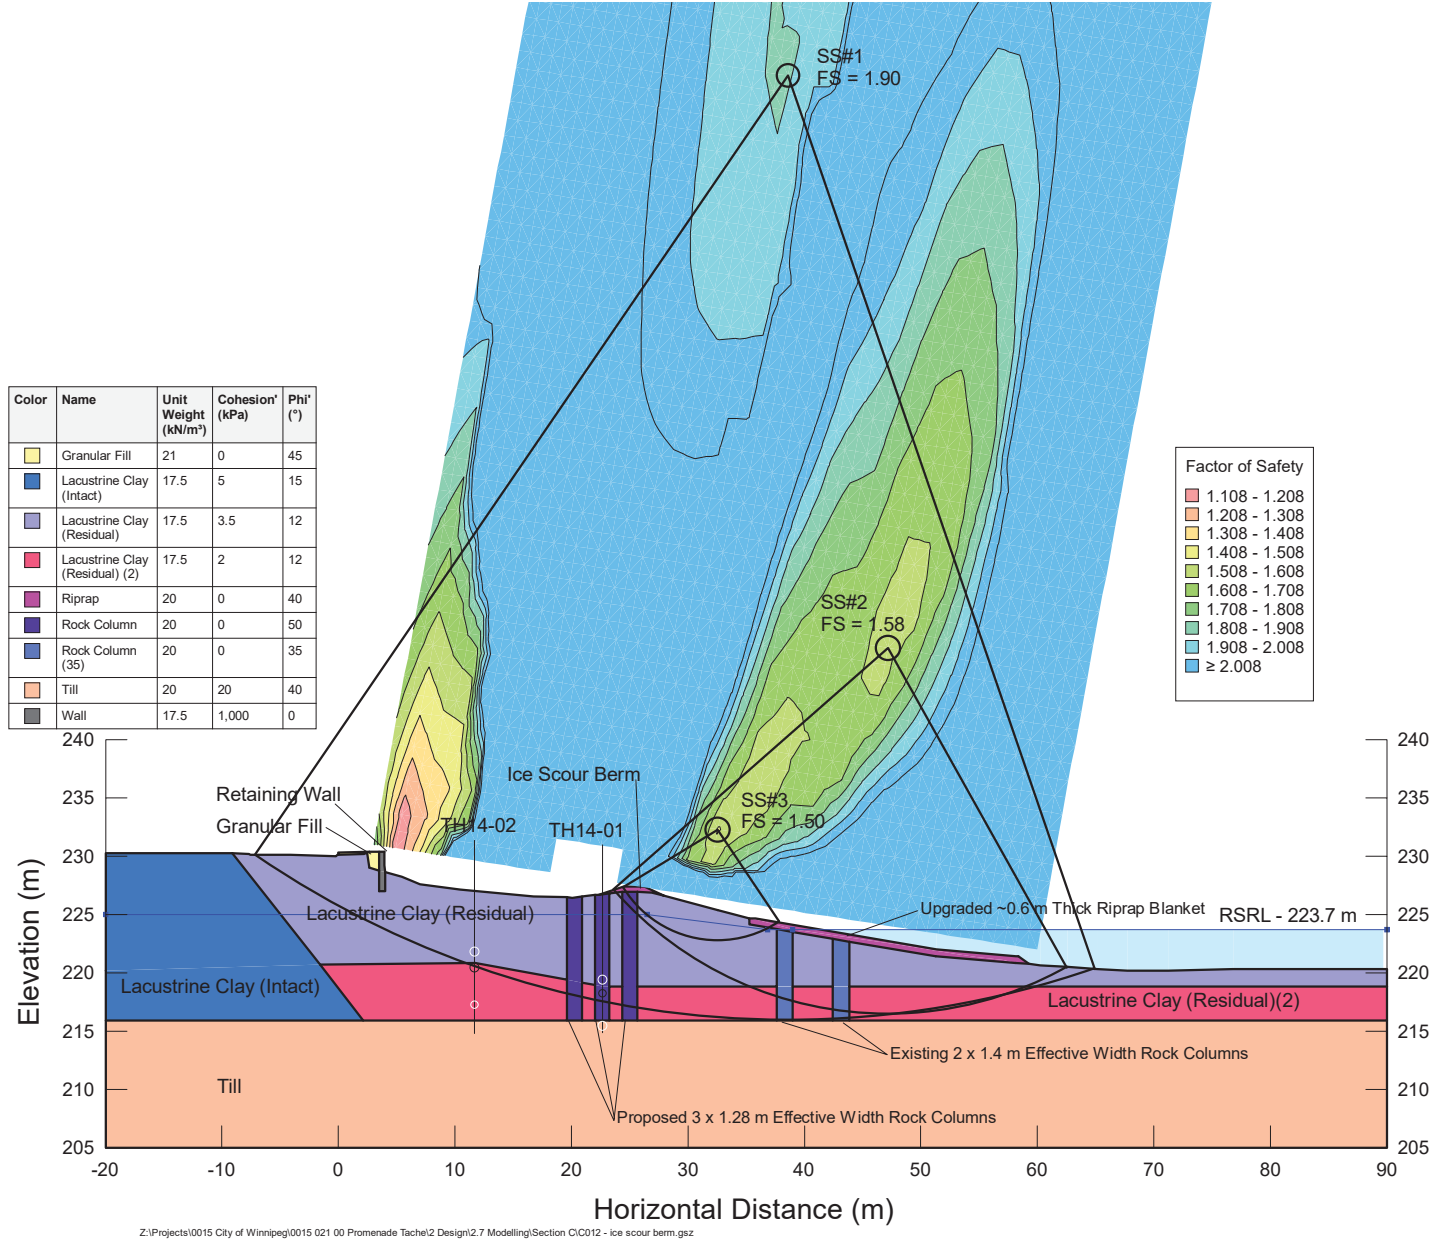 SS#1
FS = 1.90
Color Name Unit Weight (kN/m³) Cohesion' (kPa) Phi' (°)
Granular Fill 21 0 45
Lacustrine Clay (Intact) 17.5 5 15
Lacustrine Clay (Residual) 17.5 3.5 12
Lacustrine Clay (Residual) (2) 17.5 2 12
Riprap 20 0 40
Rock Column 20 0 50
Rock Column (35) 20 0 35
Till 20 20 40
Wall 17.5 1,000 0
Factor of Safety
1.108 - 1.208
1.208 - 1.308
1.308 - 1.408
1.408 - 1.508
1.508 - 1.608
1.608 - 1.708
1.708 - 1.808
1.808 - 1.908
1.908 - 2.008
≥ 2.008
SS#2
FS = 1.58
SS#3
FS = 1.50
Ice Scour Berm
Retaining Wall
Granular Fill
TH14-02
TH14-01
Upgraded ~0.6 m Thick Riprap Blanket
RSRL - 223.7 m
Lacustrine Clay (Residual)
Lacustrine Clay (Intact)
Lacustrine Clay (Residual)(2)
Existing 2 x 1.4 m Effective Width Rock Columns
Till
Proposed 3 x 1.28 m Effective Width Rock Columns
Elevation (m)
240
235
230
225
220
215
210
205
240
235
230
225
220
215
210
205
-20 -10 0 10 20 30 40 50 60 70 80 90
Horizontal Distance (m)
Z:\Projects\0015 City of Winnipeg\0015 021 00 Promenade Tache\2 Design\2.7 Modelling\Section C\C012 - ice scour berm.gsz